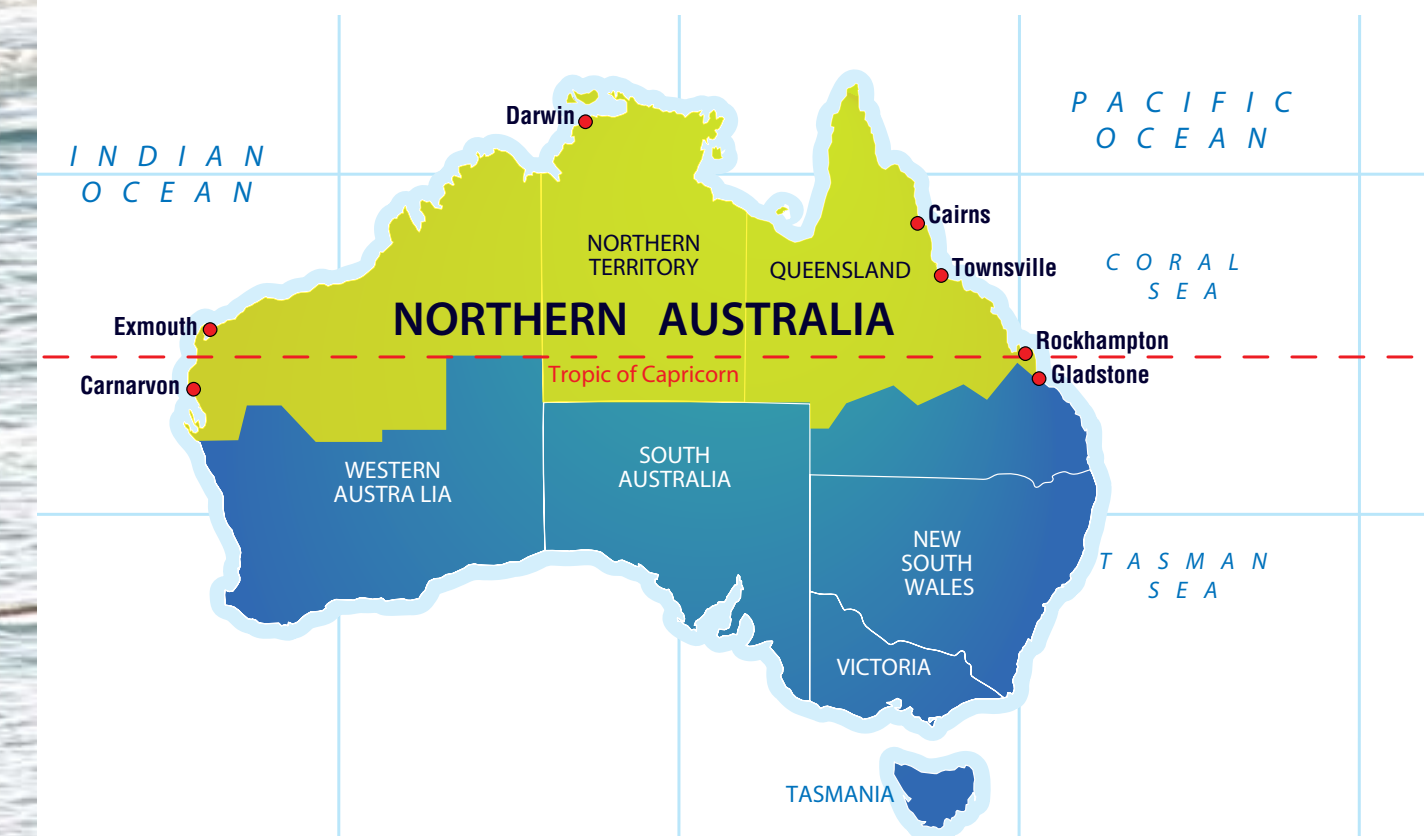 PACIFIC
OCEAN
Darwin
INDIAN
OCEAN
Cairns
NORTHERN
TERRITORY
QUEENSLAND
Townsville
CORAL
SEA
NORTHERN AUSTRALIA
Exmouth
Rockhampton
Tropic of Capricorn
Gladstone
Carnarvon
WESTERN
AUSTRA LIA
SOUTH
AUSTRALIA
NEW
SOUTH
WALES
TASMAN
SEA
VICTORIA
TASMANIA